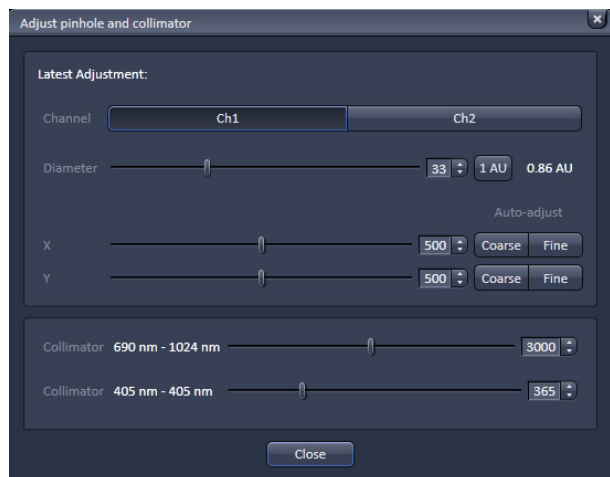 Adjust pinhole and collimator
Latest Adjustment:
Channel Ch1 Ch2
Diameter 33 1 AU 0.86 AU
Auto-adjust
X 500 Coarse Fine
Y 500 Coarse Fine
Collimator 690 nm - 1024 nm 3000
Collimator 405 nm - 405 nm 365
Close